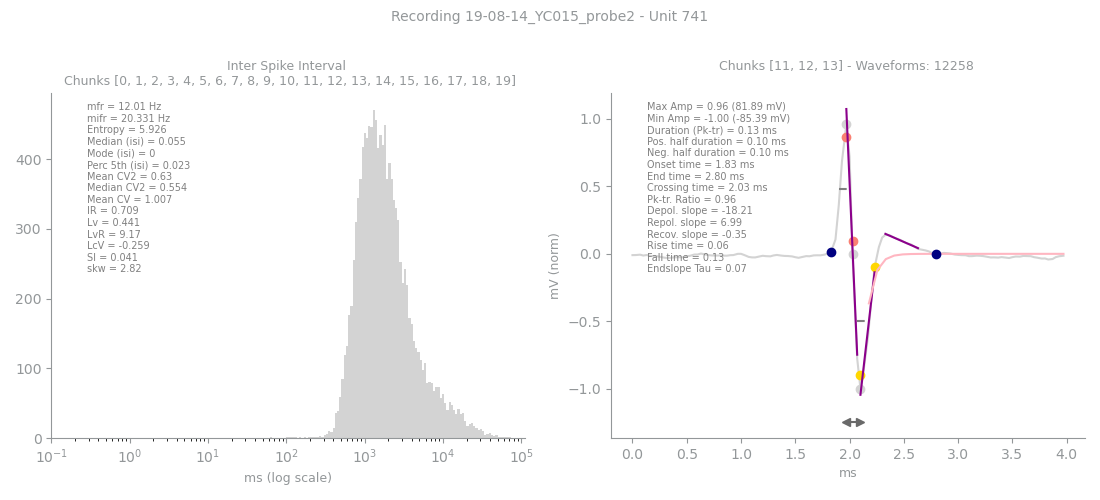 Recording 19-08-14_YC015_probe2 - Unit 741
Inter Spike Interval
Chunks [0, 1, 2, 3, 4, 5, 6, 7, 8, 9, 10, 11, 12, 13, 14, 15, 16, 17, 18, 19]
mfr = 12.01 Hz
mifr = 20.331 Hz
Entropy = 5.926
Median (isi) = 0.055
Mode (isi) = 0
Perc 5th (isi) = 0.023
Mean CV2 = 0.63
Median CV2 = 0.554
Mean CV = 1.007
IR = 0.709
Lv = 0.441
LvR = 9.17
LcV = -0.259
SI = 0.041
skw = 2.82
400
300
200
100
0
10⁻¹ 10⁰ 10¹ 10² 10³ 10⁴ 10⁵
ms (log scale)
Chunks [11, 12, 13] - Waveforms: 12258
Max Amp = 0.96 (81.89 mV)
Min Amp = -1.00 (-85.39 mV)
Duration (Pk-tr) = 0.13 ms
Pos. half duration = 0.10 ms
Neg. half duration = 0.10 ms
Onset time = 1.83 ms
End time = 2.80 ms
Crossing time = 2.03 ms
Pk-tr. Ratio = 0.96
Depol. slope = -18.21
Repol. slope = 6.99
Recov. slope = -0.35
Rise time = 0.06
Fall time = 0.13
Endslope Tau = 0.07
mV (norm)
1.0
0.5
0.0
−0.5
−1.0
0.0 0.5 1.0 1.5 2.0 2.5 3.0 3.5 4.0
ms